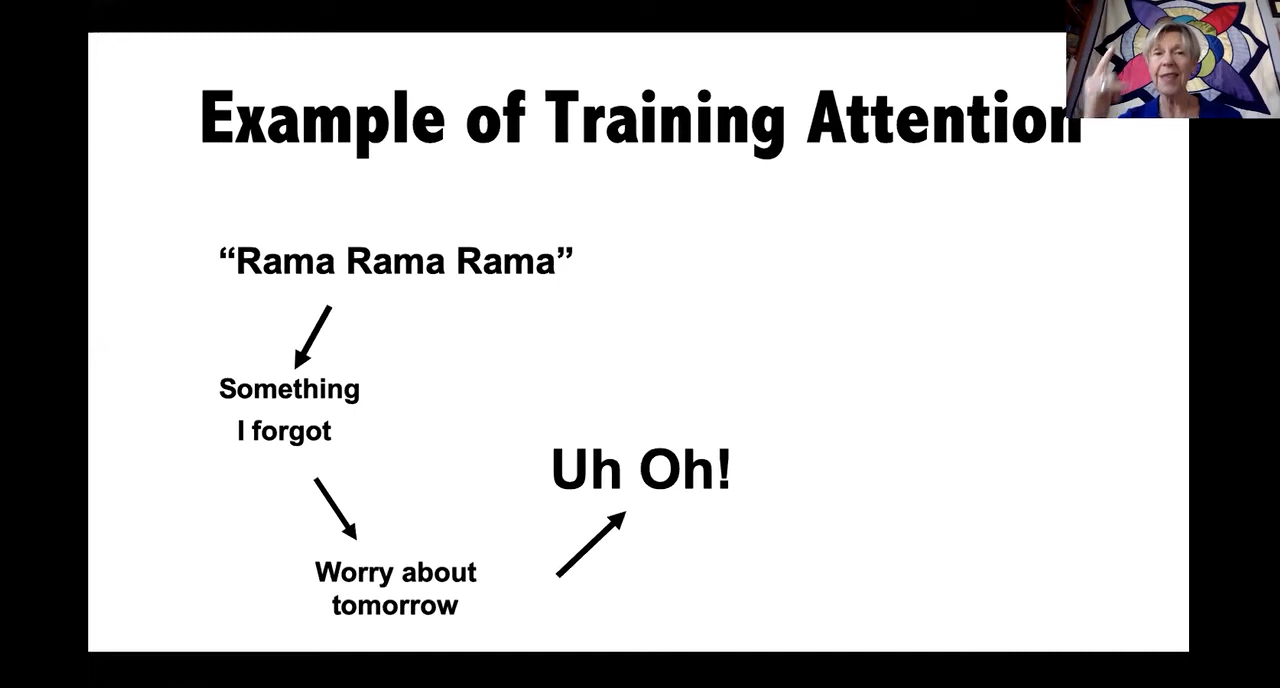 Example of Training Attention
“Rama Rama Rama”
Something
I forgot
Uh Oh!
Worry about
tomorrow